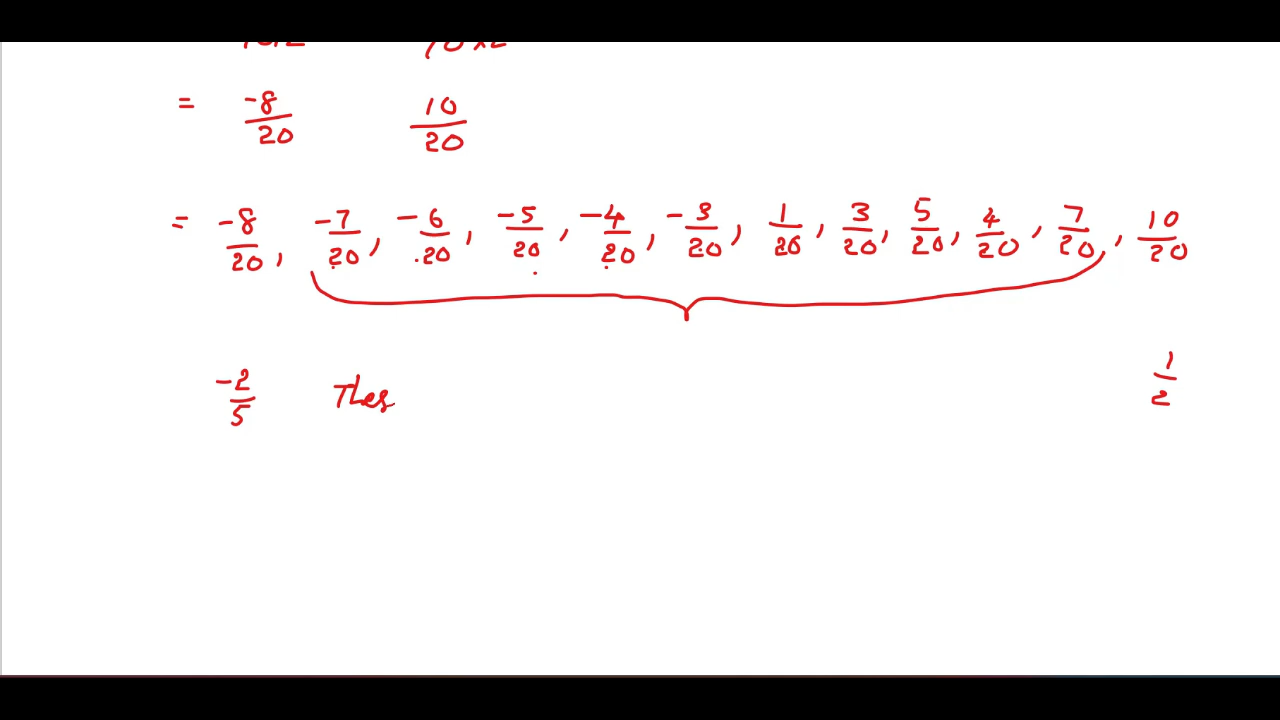 = -8/20 10/20
= -8/20, -7/20, -6/20, -5/20, -4/20, -3/20, 1/20, 3/20, 5/20, 4/20, 7/20, 10/20
-2/5 Thes 1/2